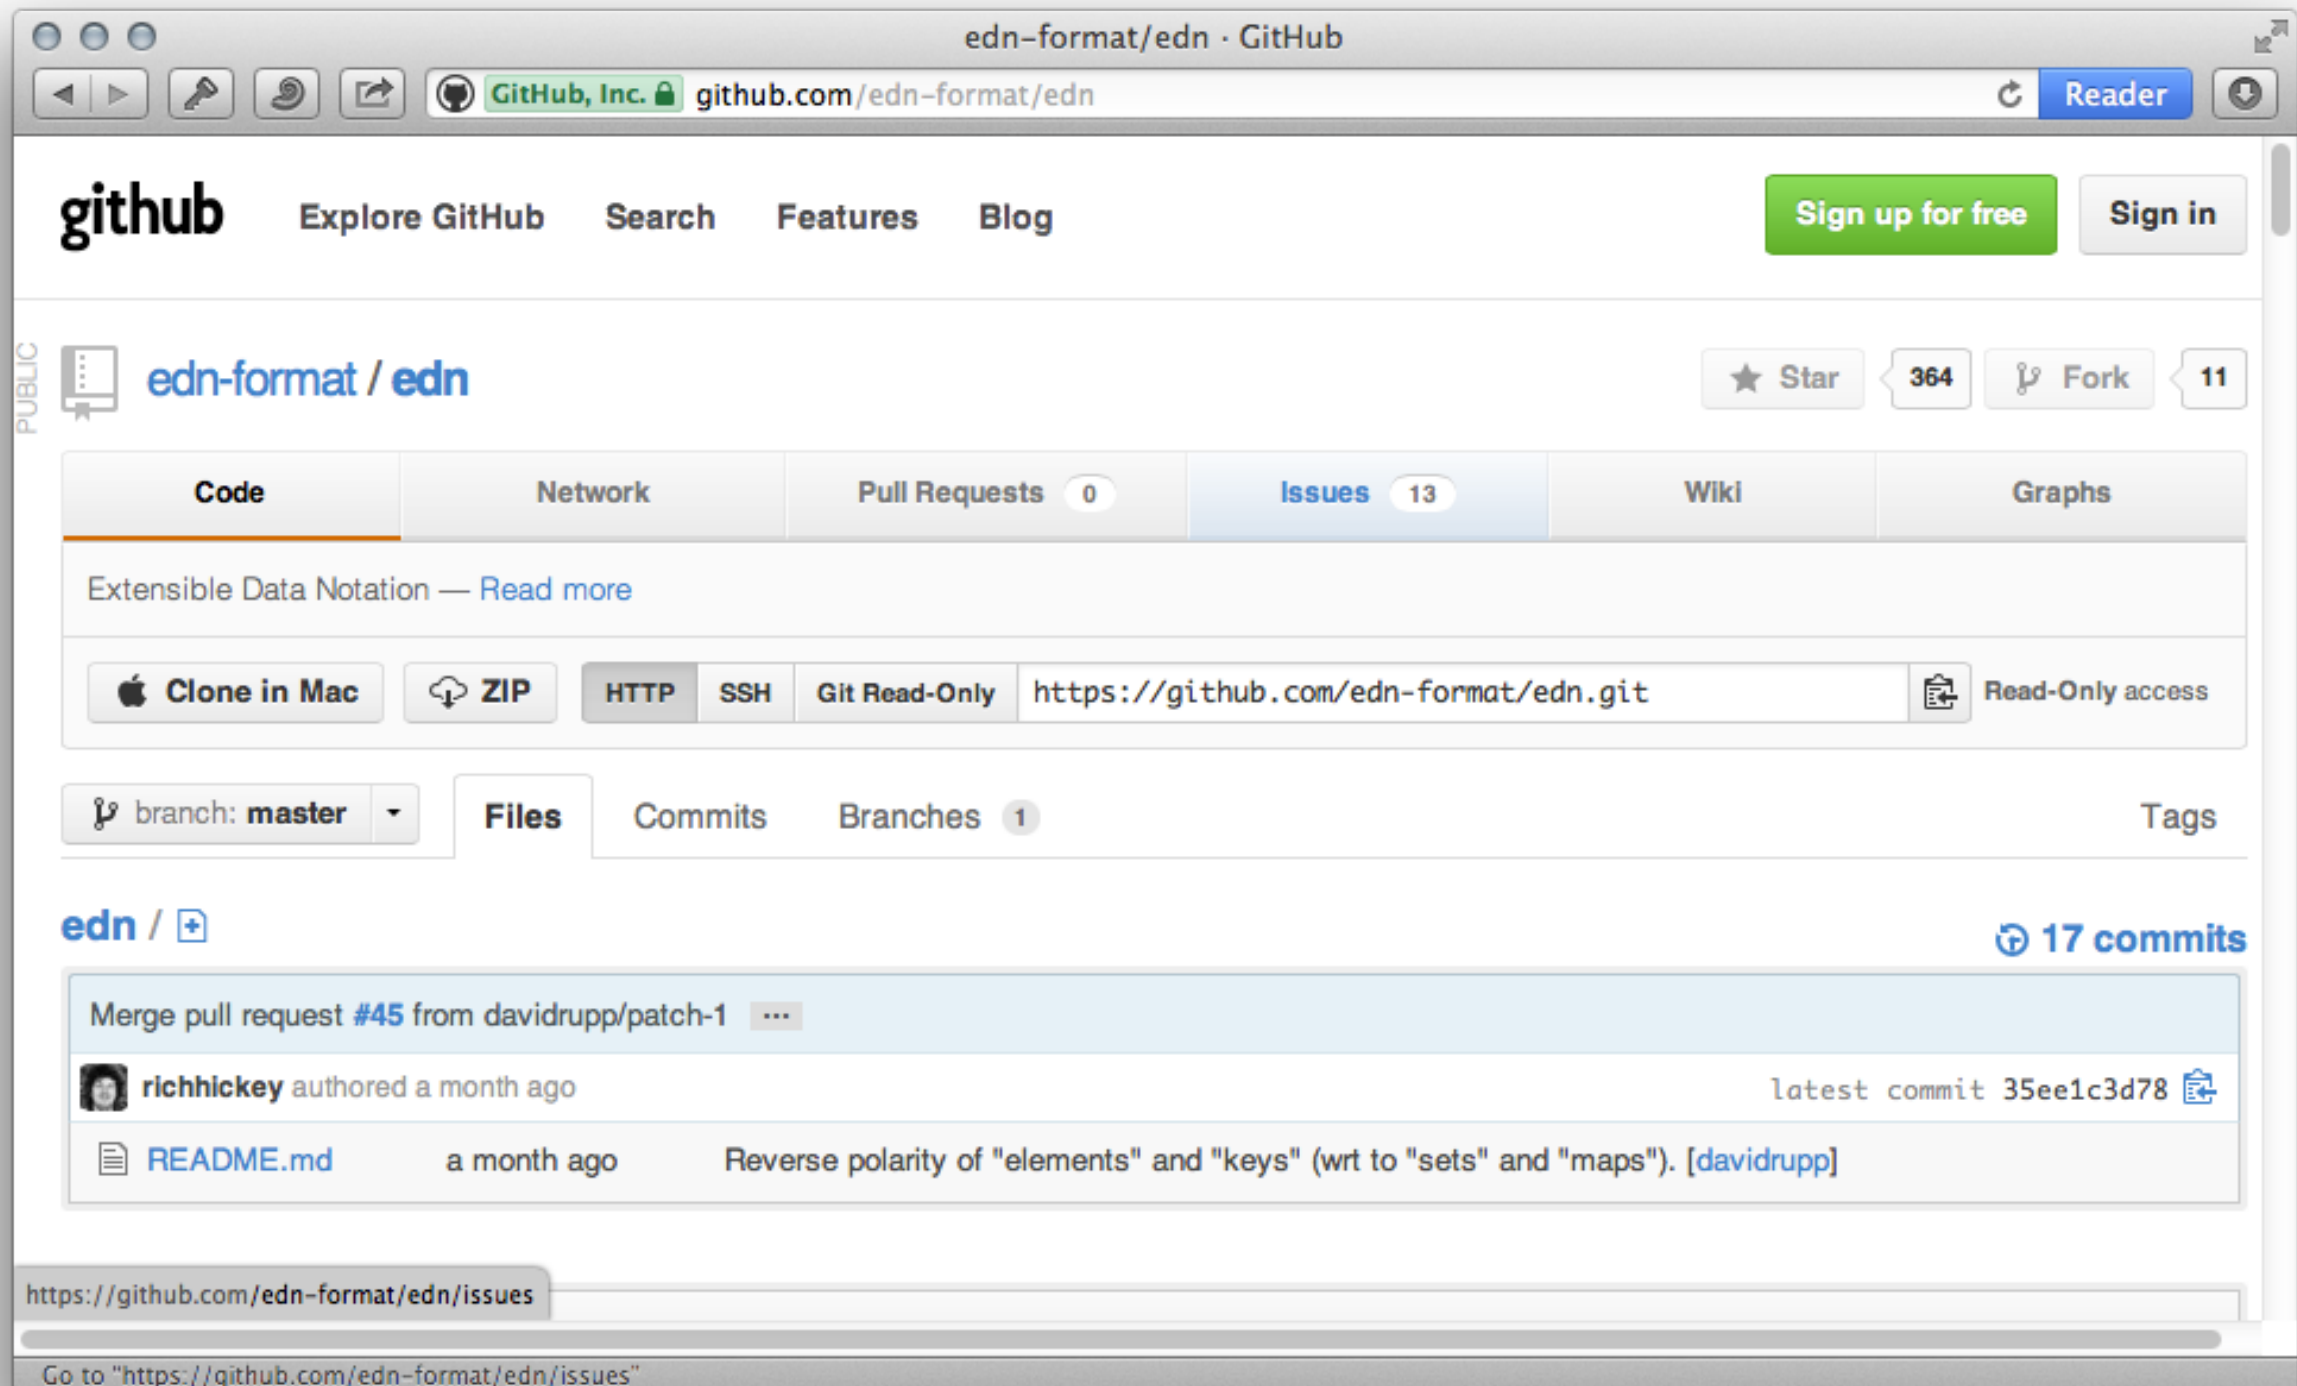 edn-format/edn · GitHub
GitHub, Inc. github.com/edn-format/edn Reader
github Explore GitHub Search Features Blog Sign up for free Sign in
PUBLIC
edn-format / edn Star 364 Fork 11
Code Network Pull Requests 0 Issues 13 Wiki Graphs
Extensible Data Notation — Read more
Clone in Mac ZIP HTTP SSH Git Read-Only https://github.com/edn-format/edn.git Read-Only access
branch: master Files Commits Branches 1 Tags
edn / 17 commits
Merge pull request #45 from davidrupp/patch-1 ...
richhickey authored a month ago latest commit 35ee1c3d78
README.md a month ago Reverse polarity of "elements" and "keys" (wrt to "sets" and "maps"). [davidrupp]
https://github.com/edn-format/edn/issues
Go to "https://github.com/edn-format/edn/issues"